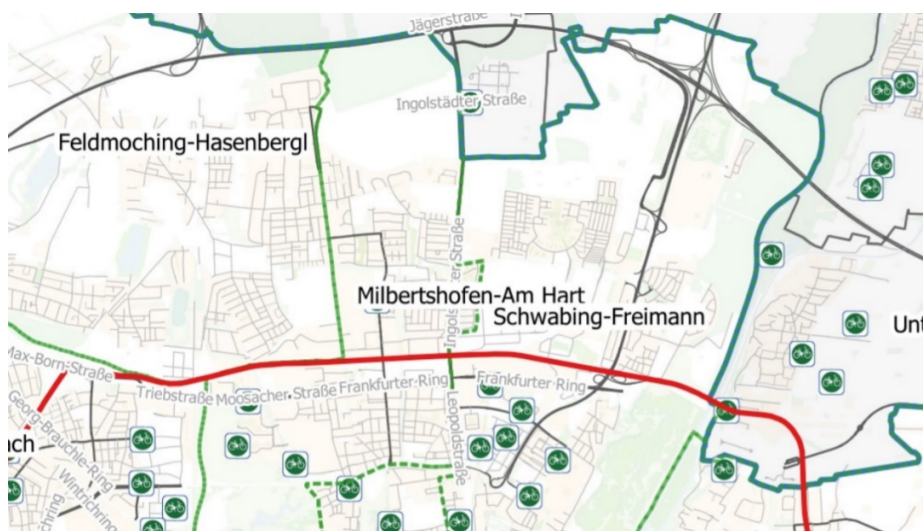 Jägerstraße
Ingolstädter Straße
Feldmoching-Hasenbergl
Milbertshofen-Am Hart
Schwabing-Freimann
Unt
Max-Born-Straße
Triebstraße
Moosacher Straße
Frankfurter Ring
Frankfurter Ring
Leopoldstraße
Georg-Brauchle-Ring
ach